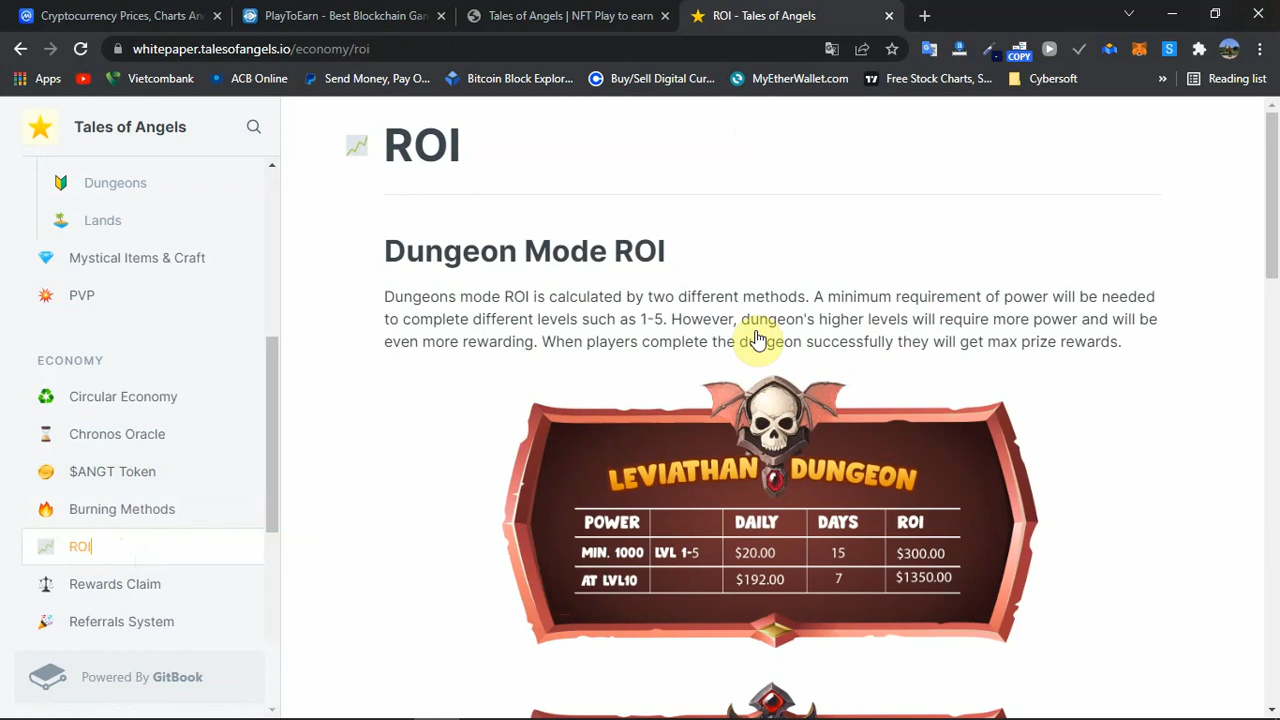 Cryptocurrency Prices, Charts An
PlayToEarn - Best Blockchain Gan
Tales of Angels | NFT Play to earn
ROI - Tales of Angels
whitepaper.talesofangels.io/economy/roi
COPY
Apps
Vietcombank
ACB Online
Send Money, Pay O...
Bitcoin Block Explor...
Buy/Sell Digital Cur...
MyEtherWallet.com
Free Stock Charts, S...
Cybersoft
»
Reading list
Tales of Angels
Dungeons
Lands
Mystical Items & Craft
PVP
ECONOMY
Circular Economy
Chronos Oracle
$ANGT Token
Burning Methods
ROI
Rewards Claim
Referrals System
Powered By GitBook
ROI
Dungeon Mode ROI
Dungeons mode ROI is calculated by two different methods. A minimum requirement of power will be needed
to complete different levels such as 1-5. However, dungeon's higher levels will require more power and will be
even more rewarding. When players complete the dungeon successfully they will get max prize rewards.
LEVIATHAN DUNGEON
POWER DAILY DAYS ROI
MIN. 1000 LVL 1-5 $20.00 15 $300.00
AT LVL10 $192.00 7 $1350.00